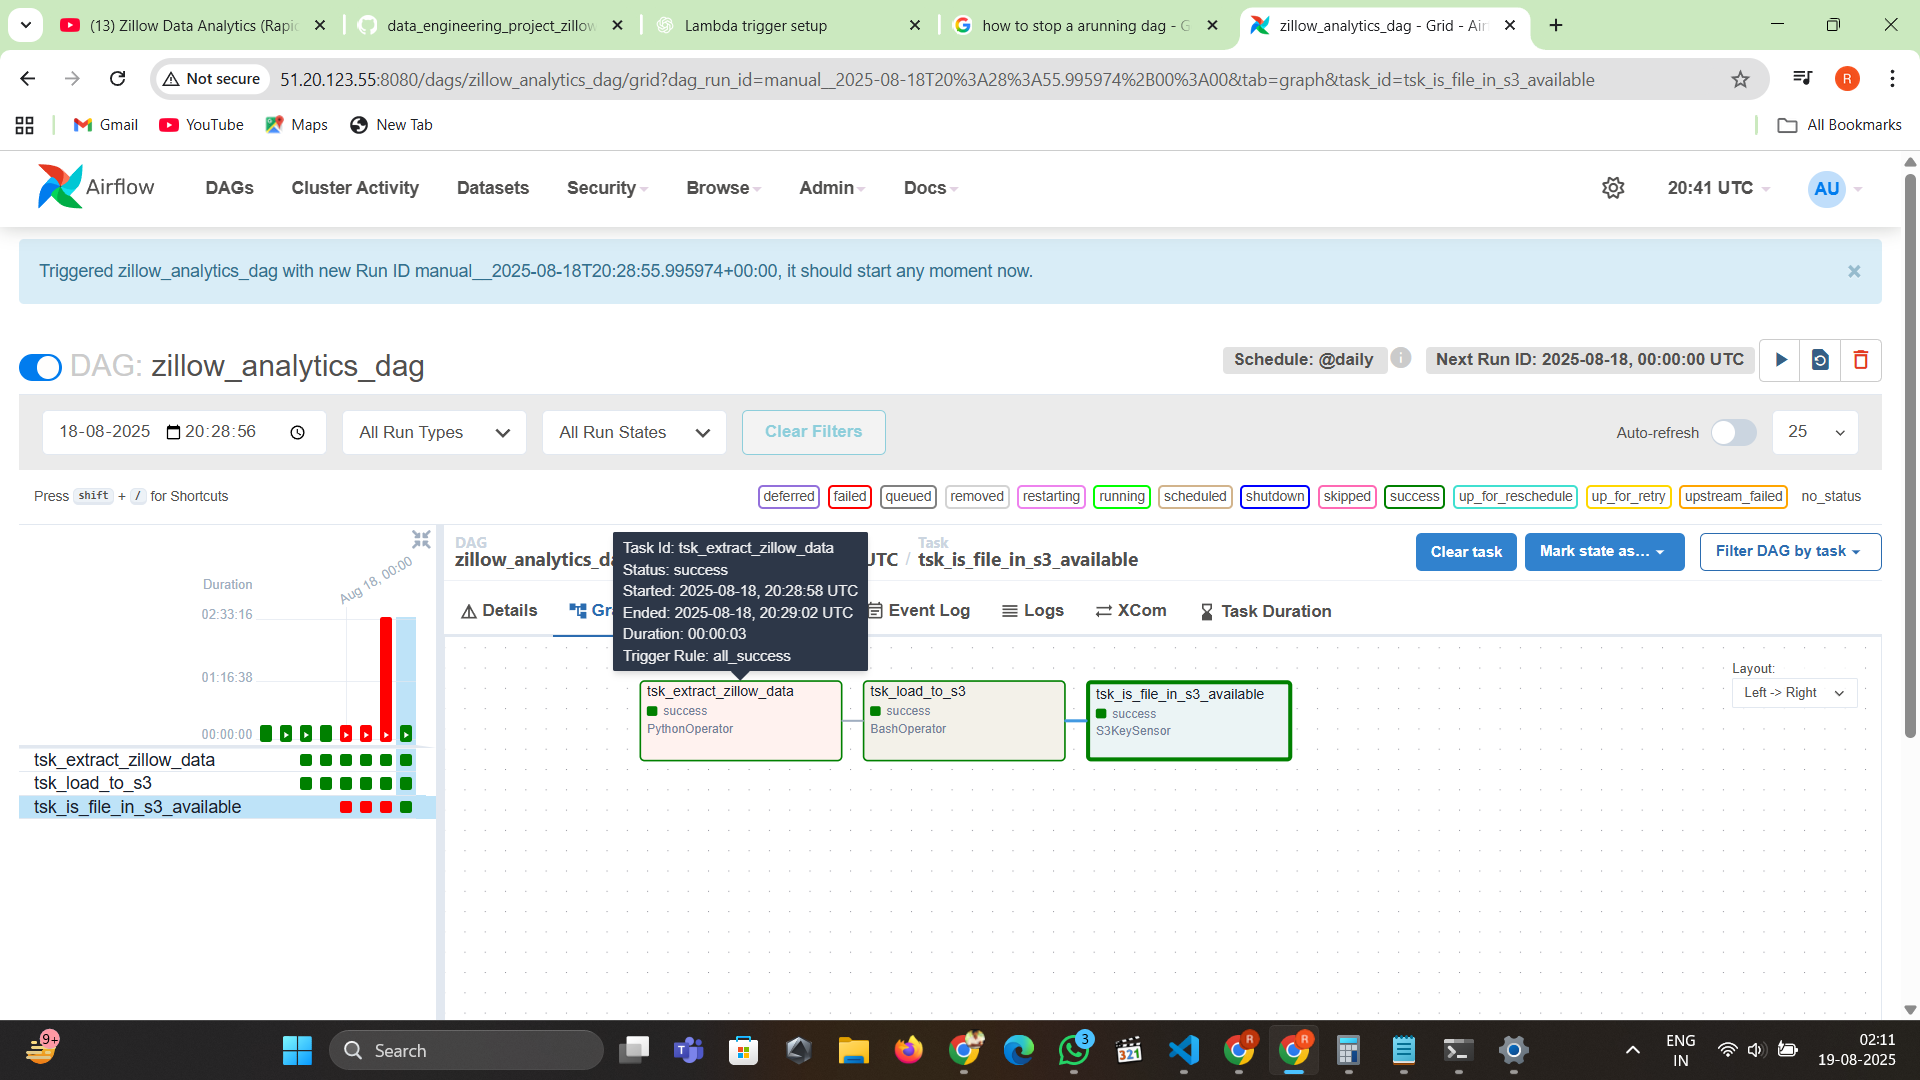 (13) Zillow Data Analytics (Rapi
data_engineering_project_zillow
Lambda trigger setup
how to stop a arunning dag - G
zillow_analytics_dag - Grid - Air
Not secure
51.20.123.55:8080/dags/zillow_analytics_dag/grid?dag_run_id=manual__2025-08-18T20%3A28%3A55.995974%2B00%3A00&tab=graph&task_id=tsk_is_file_in_s3_available
R
Gmail
YouTube
Maps
New Tab
All Bookmarks
Airflow
DAGs
Cluster Activity
Datasets
Security
Browse
Admin
Docs
20:41 UTC
AU
Triggered zillow_analytics_dag with new Run ID manual__2025-08-18T20:28:55.995974+00:00, it should start any moment now.
×
DAG: zillow_analytics_dag
Schedule: @daily
Next Run ID: 2025-08-18, 00:00:00 UTC
18-08-2025 20:28:56
All Run Types
All Run States
Clear Filters
Auto-refresh
25
Press shift + / for Shortcuts
deferred
failed
queued
removed
restarting
running
scheduled
shutdown
skipped
success
up_for_reschedule
up_for_retry
upstream_failed
no_status
Duration
Aug 18, 00:00
02:33:16
01:16:38
00:00:00
tsk_extract_zillow_data
tsk_load_to_s3
tsk_is_file_in_s3_available
DAG
zillow_analytics_da
UTC
/
Task
tsk_is_file_in_s3_available
Clear task
Mark state as...
Filter DAG by task
Task Id: tsk_extract_zillow_data
Status: success
Started: 2025-08-18, 20:28:58 UTC
Ended: 2025-08-18, 20:29:02 UTC
Duration: 00:00:03
Trigger Rule: all_success
Details
Gra
Event Log
Logs
XCom
Task Duration
Layout:
Left -> Right
tsk_extract_zillow_data
success
PythonOperator
tsk_load_to_s3
success
BashOperator
tsk_is_file_in_s3_available
success
S3KeySensor
9+
Search
3
321
R
R
ENG
IN
02:11
19-08-2025